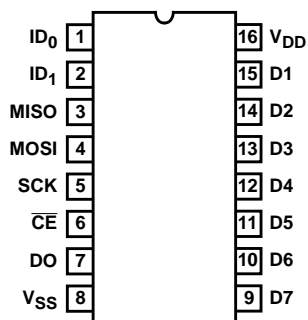 ID0 1 16 VDD
ID1 2 15 D1
MISO 3 14 D2
MOSI 4 13 D3
SCK 5 12 D4
C̅E̅ 6 11 D5
DO 7 10 D6
VSS 8 9 D7